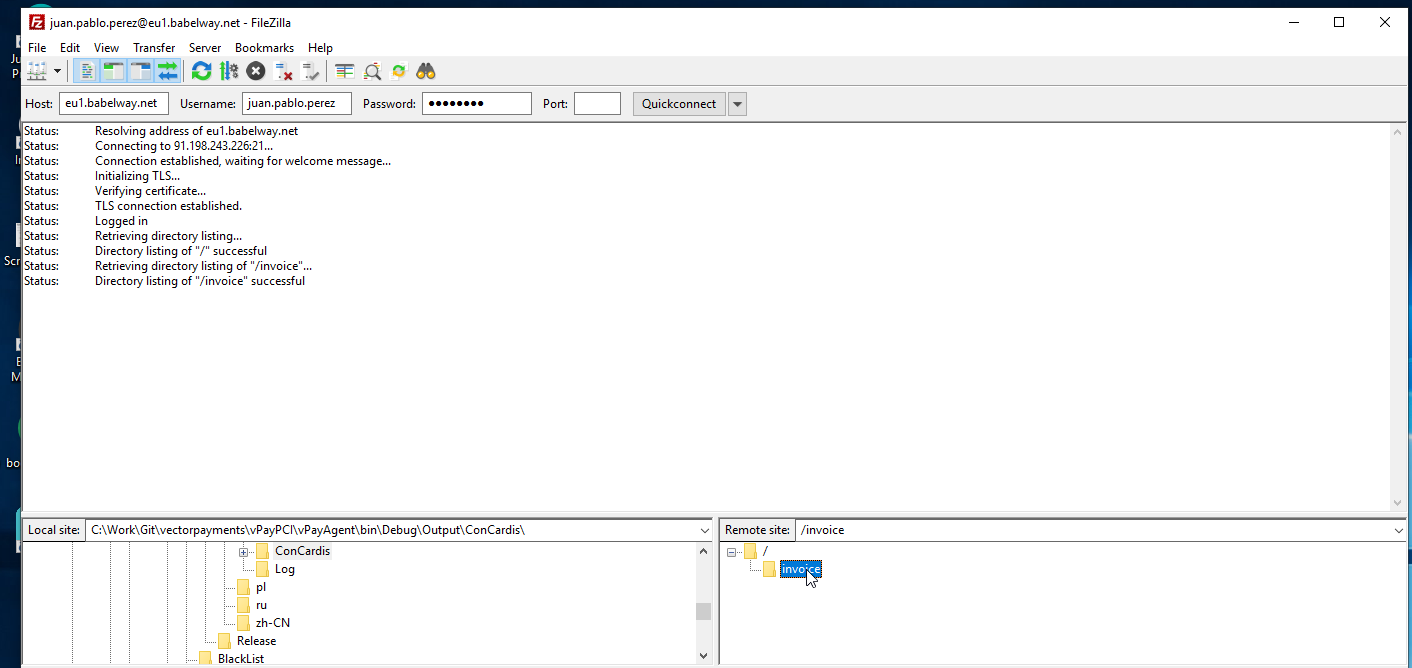 juan.pablo.perez@eu1.babelway.net - FileZilla
File Edit View Transfer Server Bookmarks Help
Host: eu1.babelway.net Username: juan.pablo.perez Password: ●●●●●●●● Port: Quickconnect
Status: Resolving address of eu1.babelway.net
Status: Connecting to 91.198.243.226:21...
Status: Connection established, waiting for welcome message...
Status: Initializing TLS...
Status: Verifying certificate...
Status: TLS connection established.
Status: Logged in
Status: Retrieving directory listing...
Status: Directory listing of "/" successful
Status: Retrieving directory listing of "/invoice"...
Status: Directory listing of "/invoice" successful
Local site: C:\Work\Git\vectorpayments\vPayPCI\vPayAgent\bin\Debug\Output\ConCardis\
ConCardis
Log
pl
ru
zh-CN
Release
BlackList
Remote site: /invoice
/
invoice